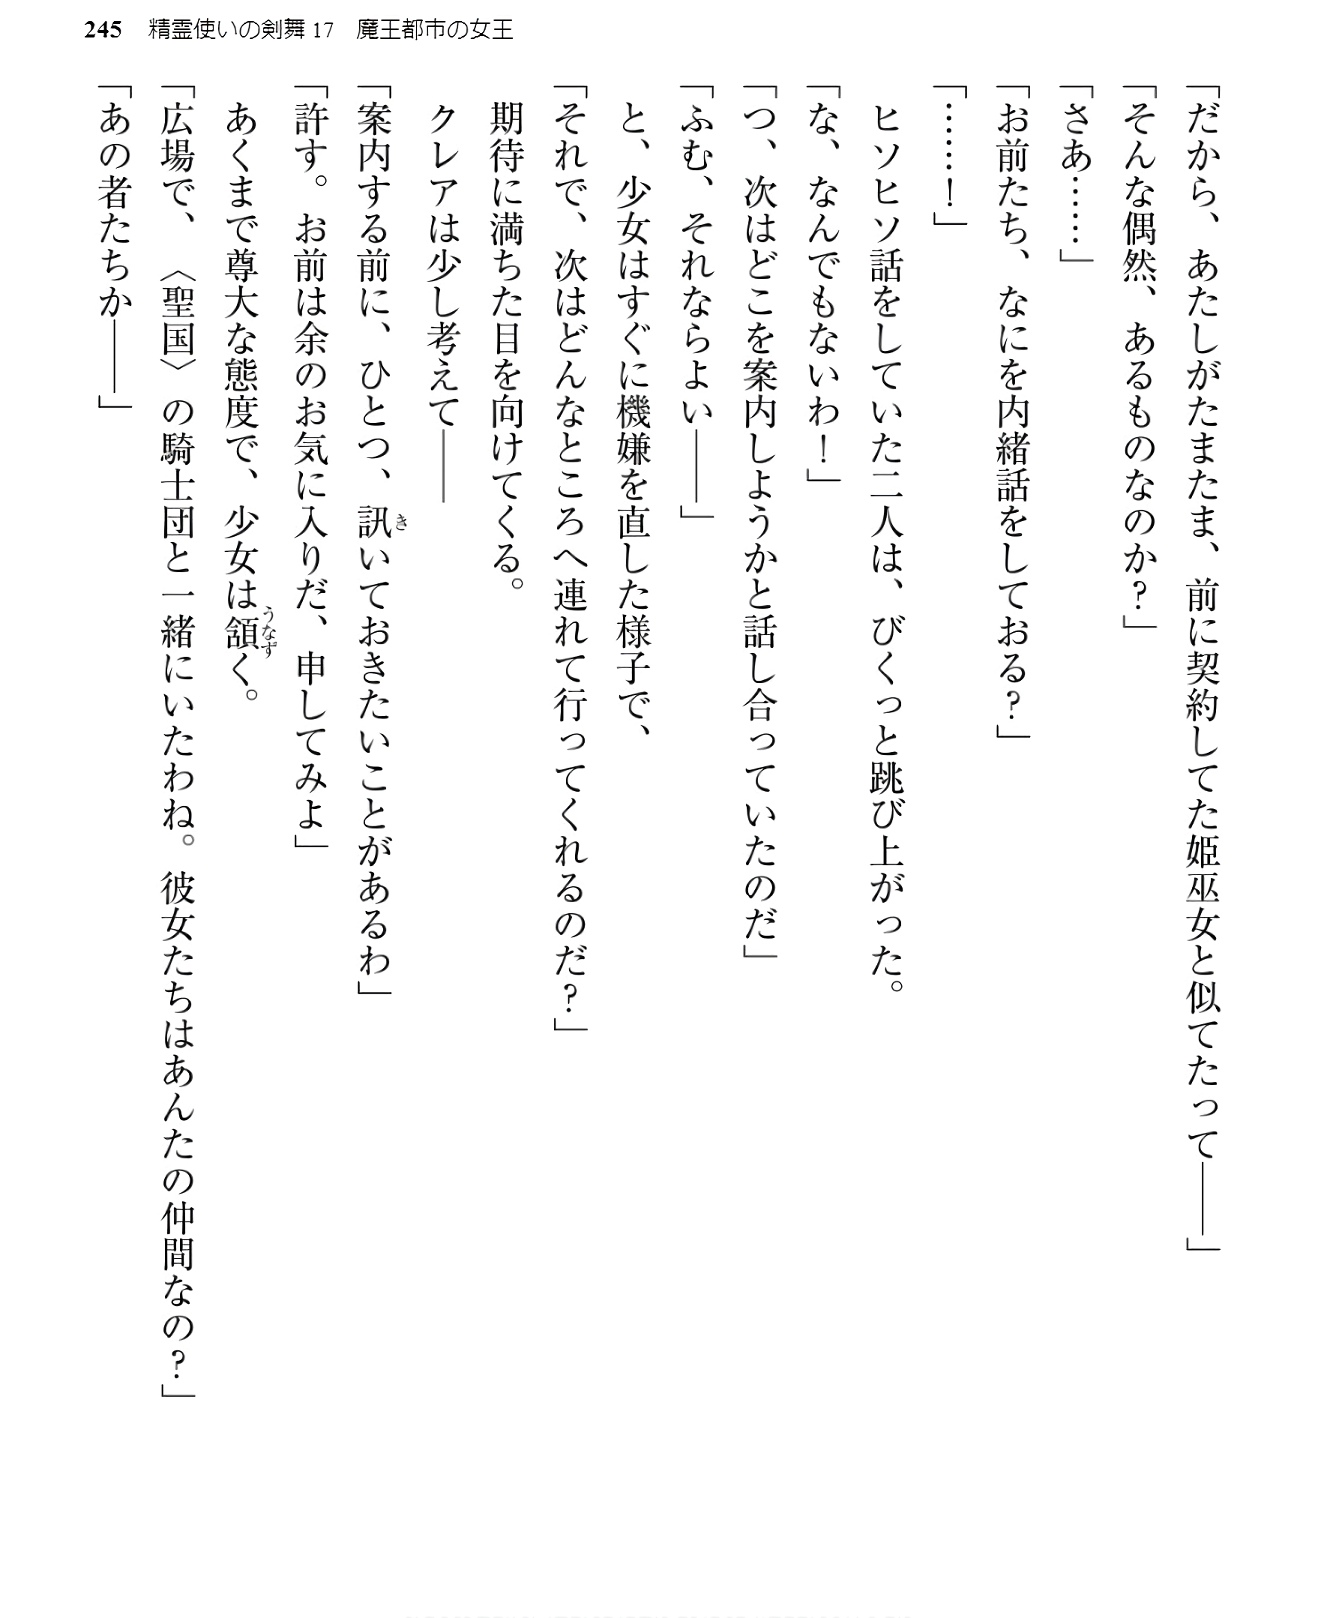 245 精霊使いの剣舞17 魔王都市の女王
「だから、あたしがたまたま、前に契約してた姫巫女と似てたって――」
「そんな偶然、あるものなのか?」
「さあ……」
「お前たち、なにを内緒話をしておる?」
「……!」
ヒソヒソ話をしていた二人は、びくっと跳び上がった。
「な、なんでもないわ!」
「つ、次はどこを案内しようかと話し合っていたのだ」
「ふむ、それならよい――」
と、少女はすぐに機嫌を直した様子で、
「それで、次はどんなところへ連れて行ってくれるのだ?」
期待に満ちた目を向けてくる。
クレアは少し考えて――
「案内する前に、ひとつ、訊いておきたいことがあるわ」
き
「許す。お前は余のお気に入りだ、申してみよ」
あくまで尊大な態度で、少女は頷く。
うなず
「広場で、〈聖国〉の騎士団と一緒にいたわね。彼女たちはあんたの仲間なの?」
「あの者たちか――」